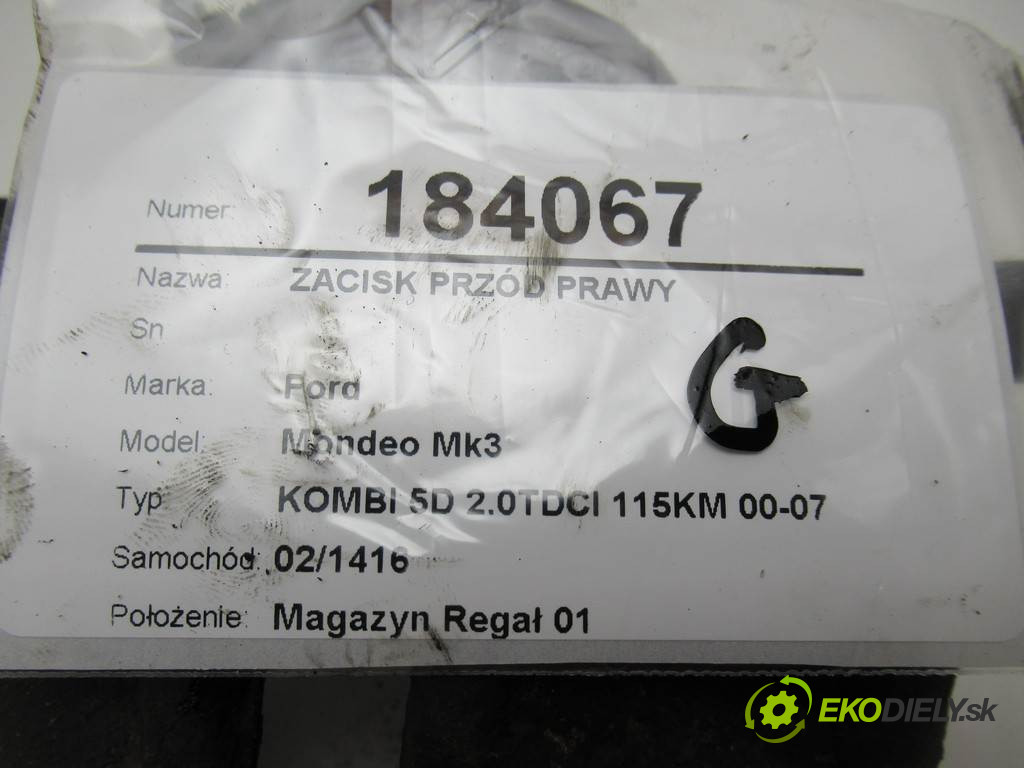 Numer: 184067
Nazwa: ZACISK PRZÓD PRAWY
Sn
Marka: Ford
Model: Mondeo Mk3
Typ KOMBI 5D 2.0TDCI 115KM 00-07
Samochód: 02/1416
Położenie: Magazyn Regał 01
G
EKODIELY.sk